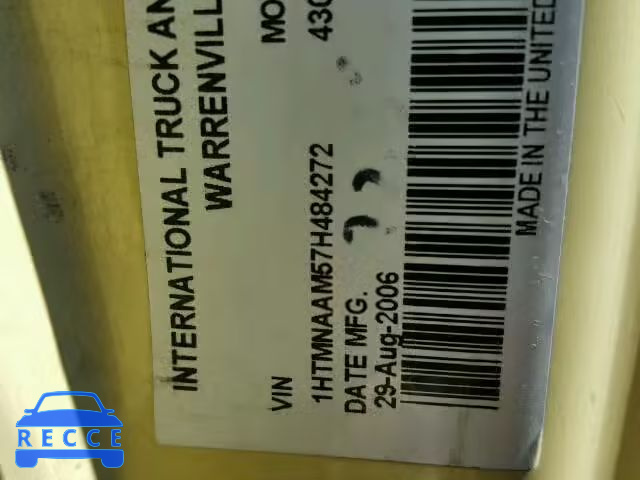 INTERNATIONAL TRUCK AN
WARRENVILL
MO
430
VIN
1HTMNAAM57H484272
DATE MFG.
29-Aug-2006
MADE IN THE UNITED
RECCE